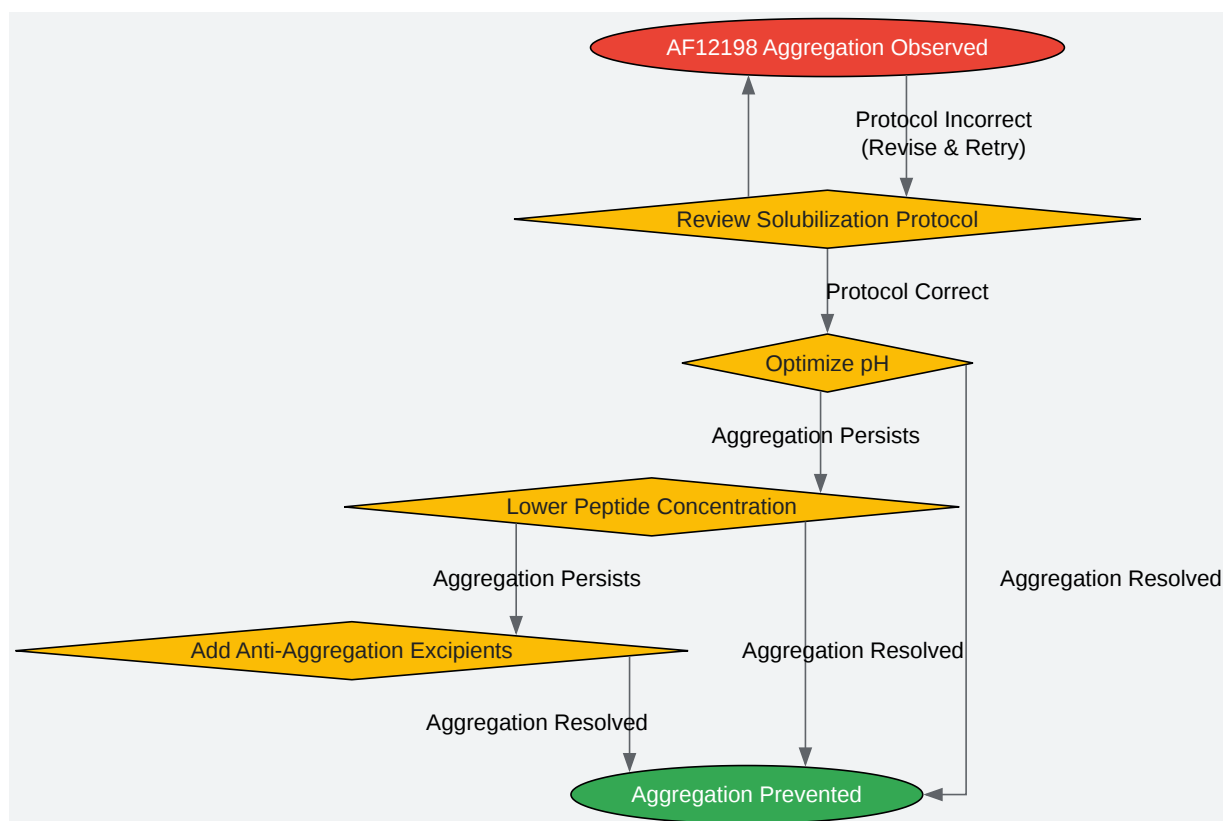 AF12198 Aggregation Observed
Protocol Incorrect
(Revise & Retry)
Review Solubilization Protocol
Protocol Correct
Optimize pH
Aggregation Persists
Lower Peptide Concentration
Aggregation Persists
Aggregation Resolved
Add Anti-Aggregation Excipients
Aggregation Resolved
Aggregation Resolved
Aggregation Prevented